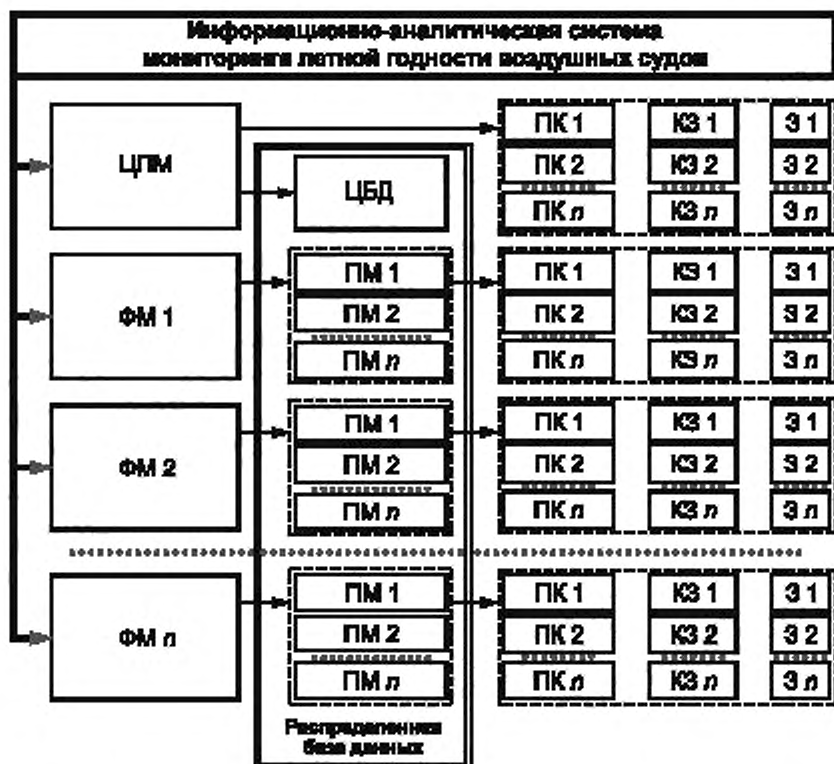 Информационно-аналитическая система
мониторинга летной годности воздушных судов
ЦПМ
ЦБД
ПК 1 КЗ 1 Э 1
ПК 2 КЗ 2 Э 2
ПК n КЗ n Э n
ФМ 1
ПМ 1 ПК 1 КЗ 1 Э 1
ПМ 2 ПК 2 КЗ 2 Э 2
ПМ n ПК n КЗ n Э n
ФМ 2
ПМ 1 ПК 1 КЗ 1 Э 1
ПМ 2 ПК 2 КЗ 2 Э 2
ПМ n ПК n КЗ n Э n
ФМ n
ПМ 1 ПК 1 КЗ 1 Э 1
ПМ 2 ПК 2 КЗ 2 Э 2
ПМ n ПК n КЗ n Э n
Распределенная
база данных